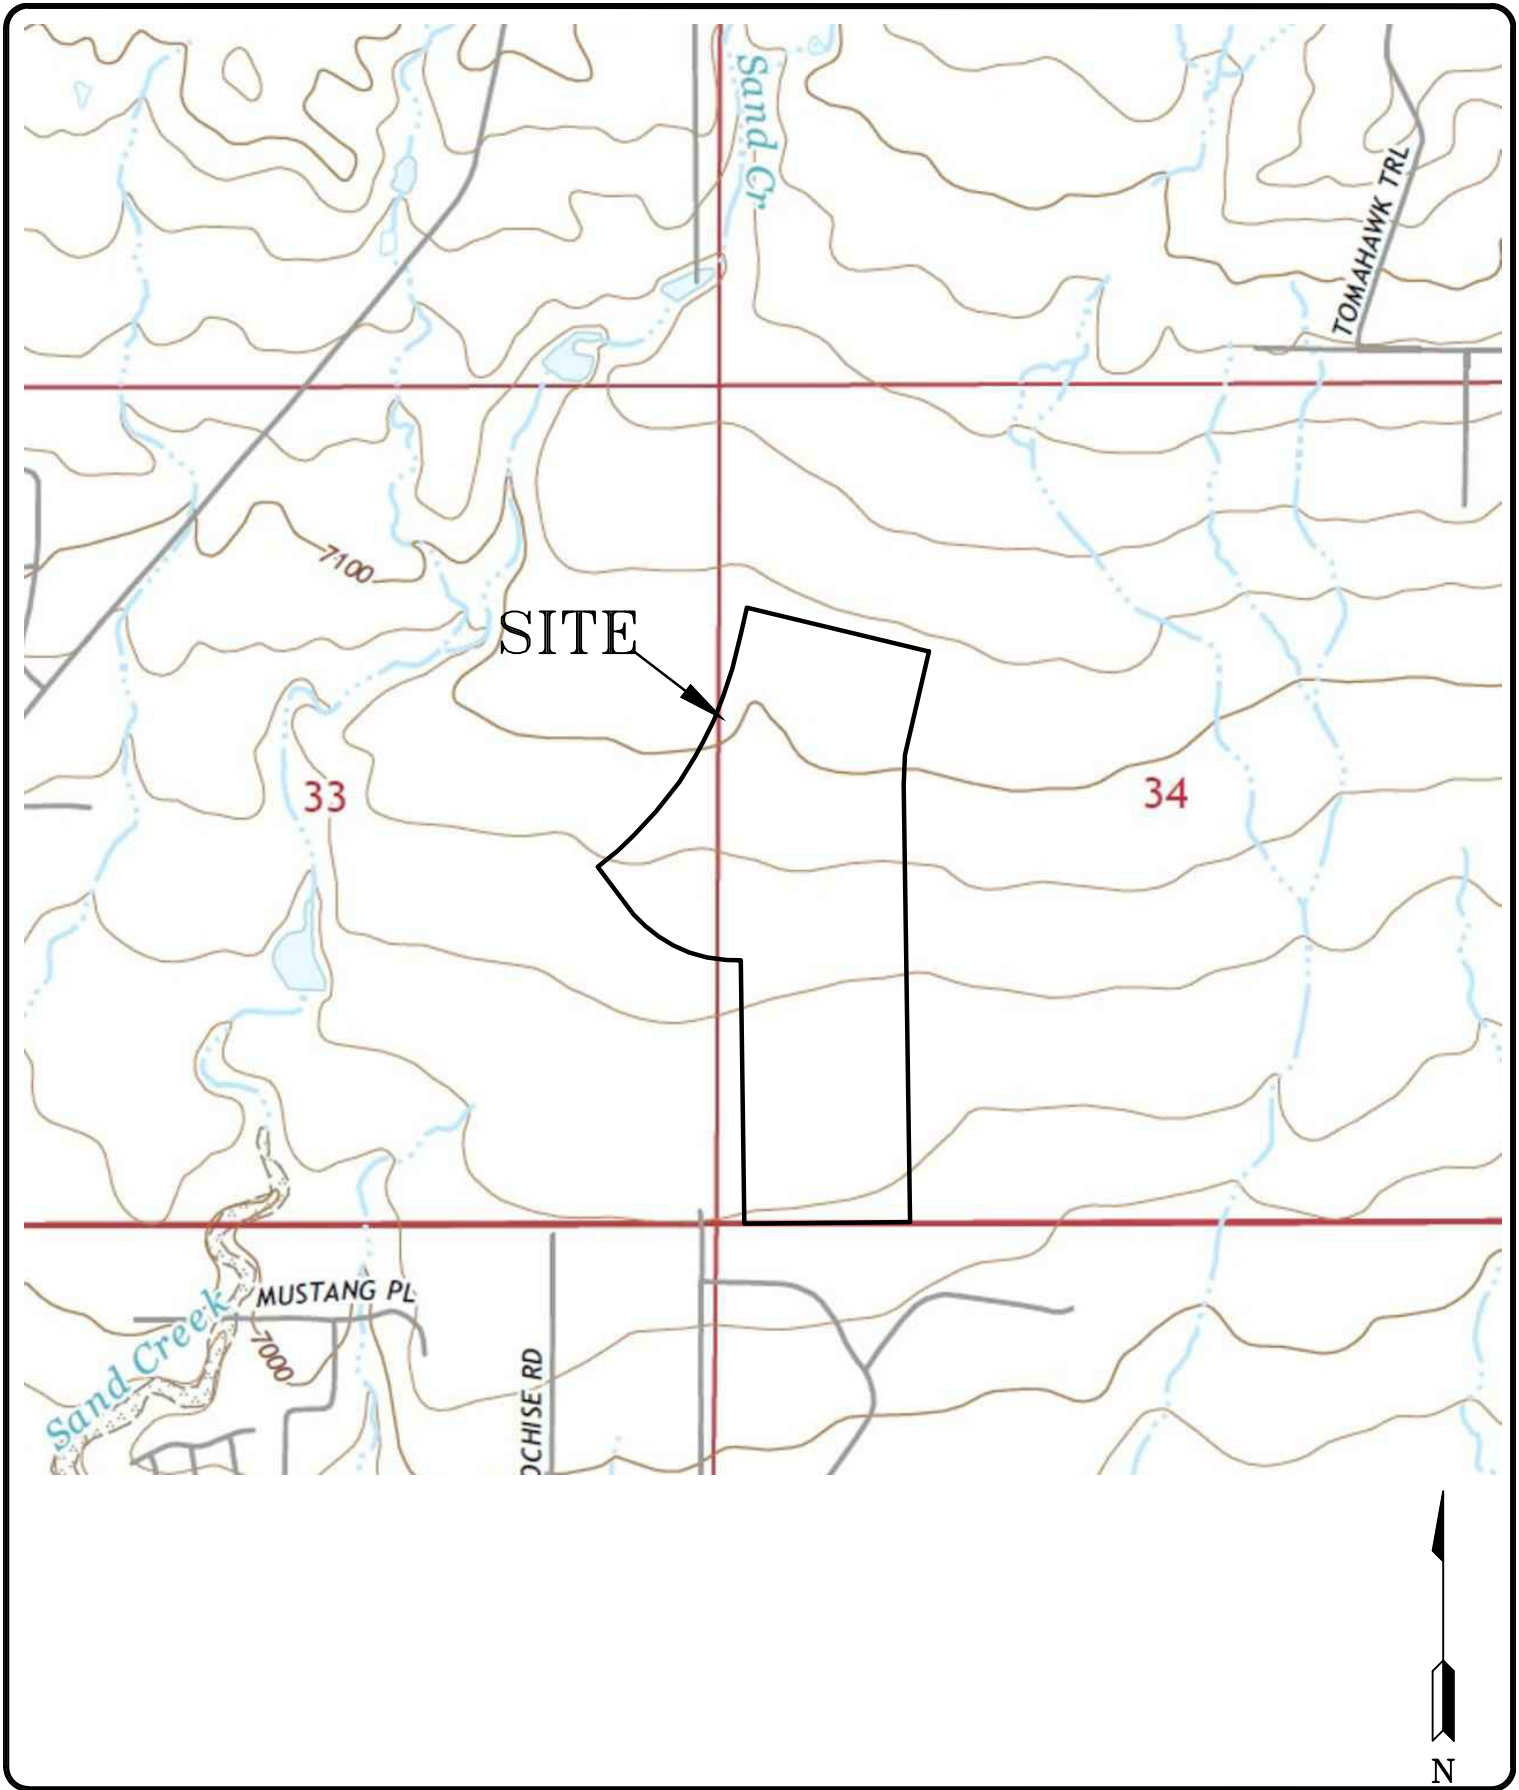 Sand Cr
TOMAHAWK TRL
7100
SITE
33
34
MUSTANG PL
Sand Creek
7000
OCHISE RD
N